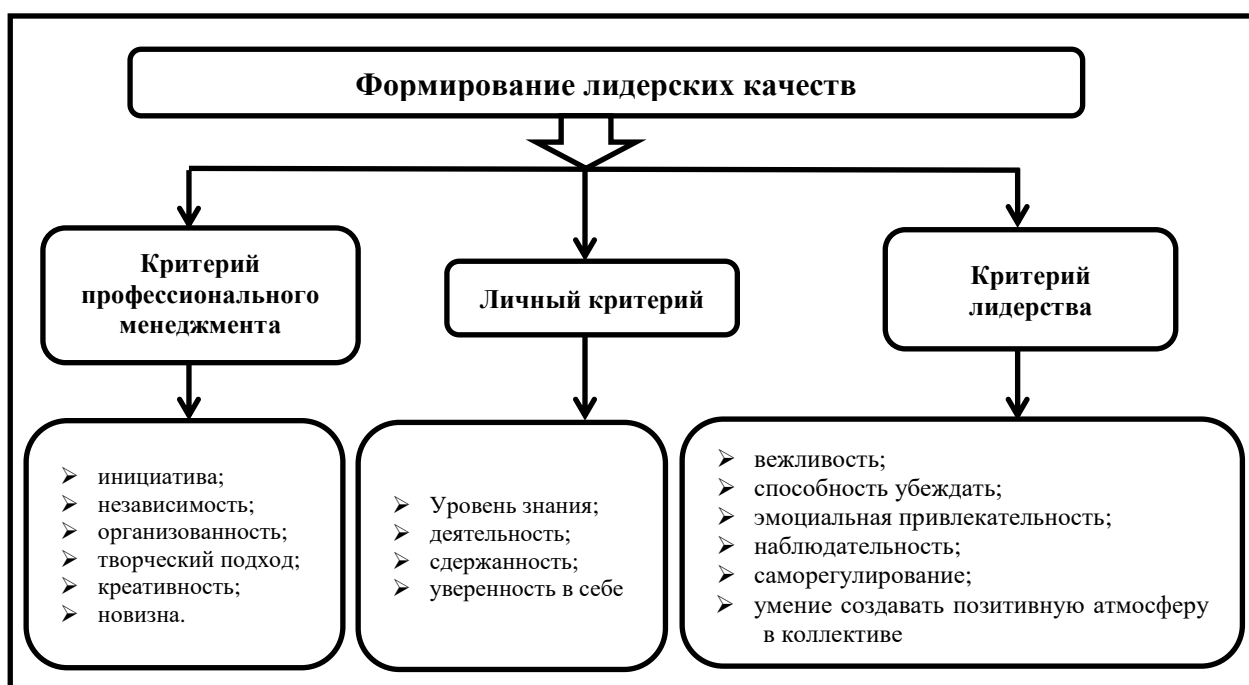 Формирование лидерских качеств
Критерий
профессионального
менеджмента
Личный критерий
Критерий
лидерства
➢ инициатива;
➢ независимость;
➢ организованность;
➢ творческий подход;
➢ креативность;
➢ новизна.
➢ Уровень знания;
➢ деятельность;
➢ сдержанность;
➢ уверенность в себе
➢ вежливость;
➢ способность убеждать;
➢ эмоциальная привлекательность;
➢ наблюдательность;
➢ саморегулирование;
➢ умение создавать позитивную атмосферу
в коллективе